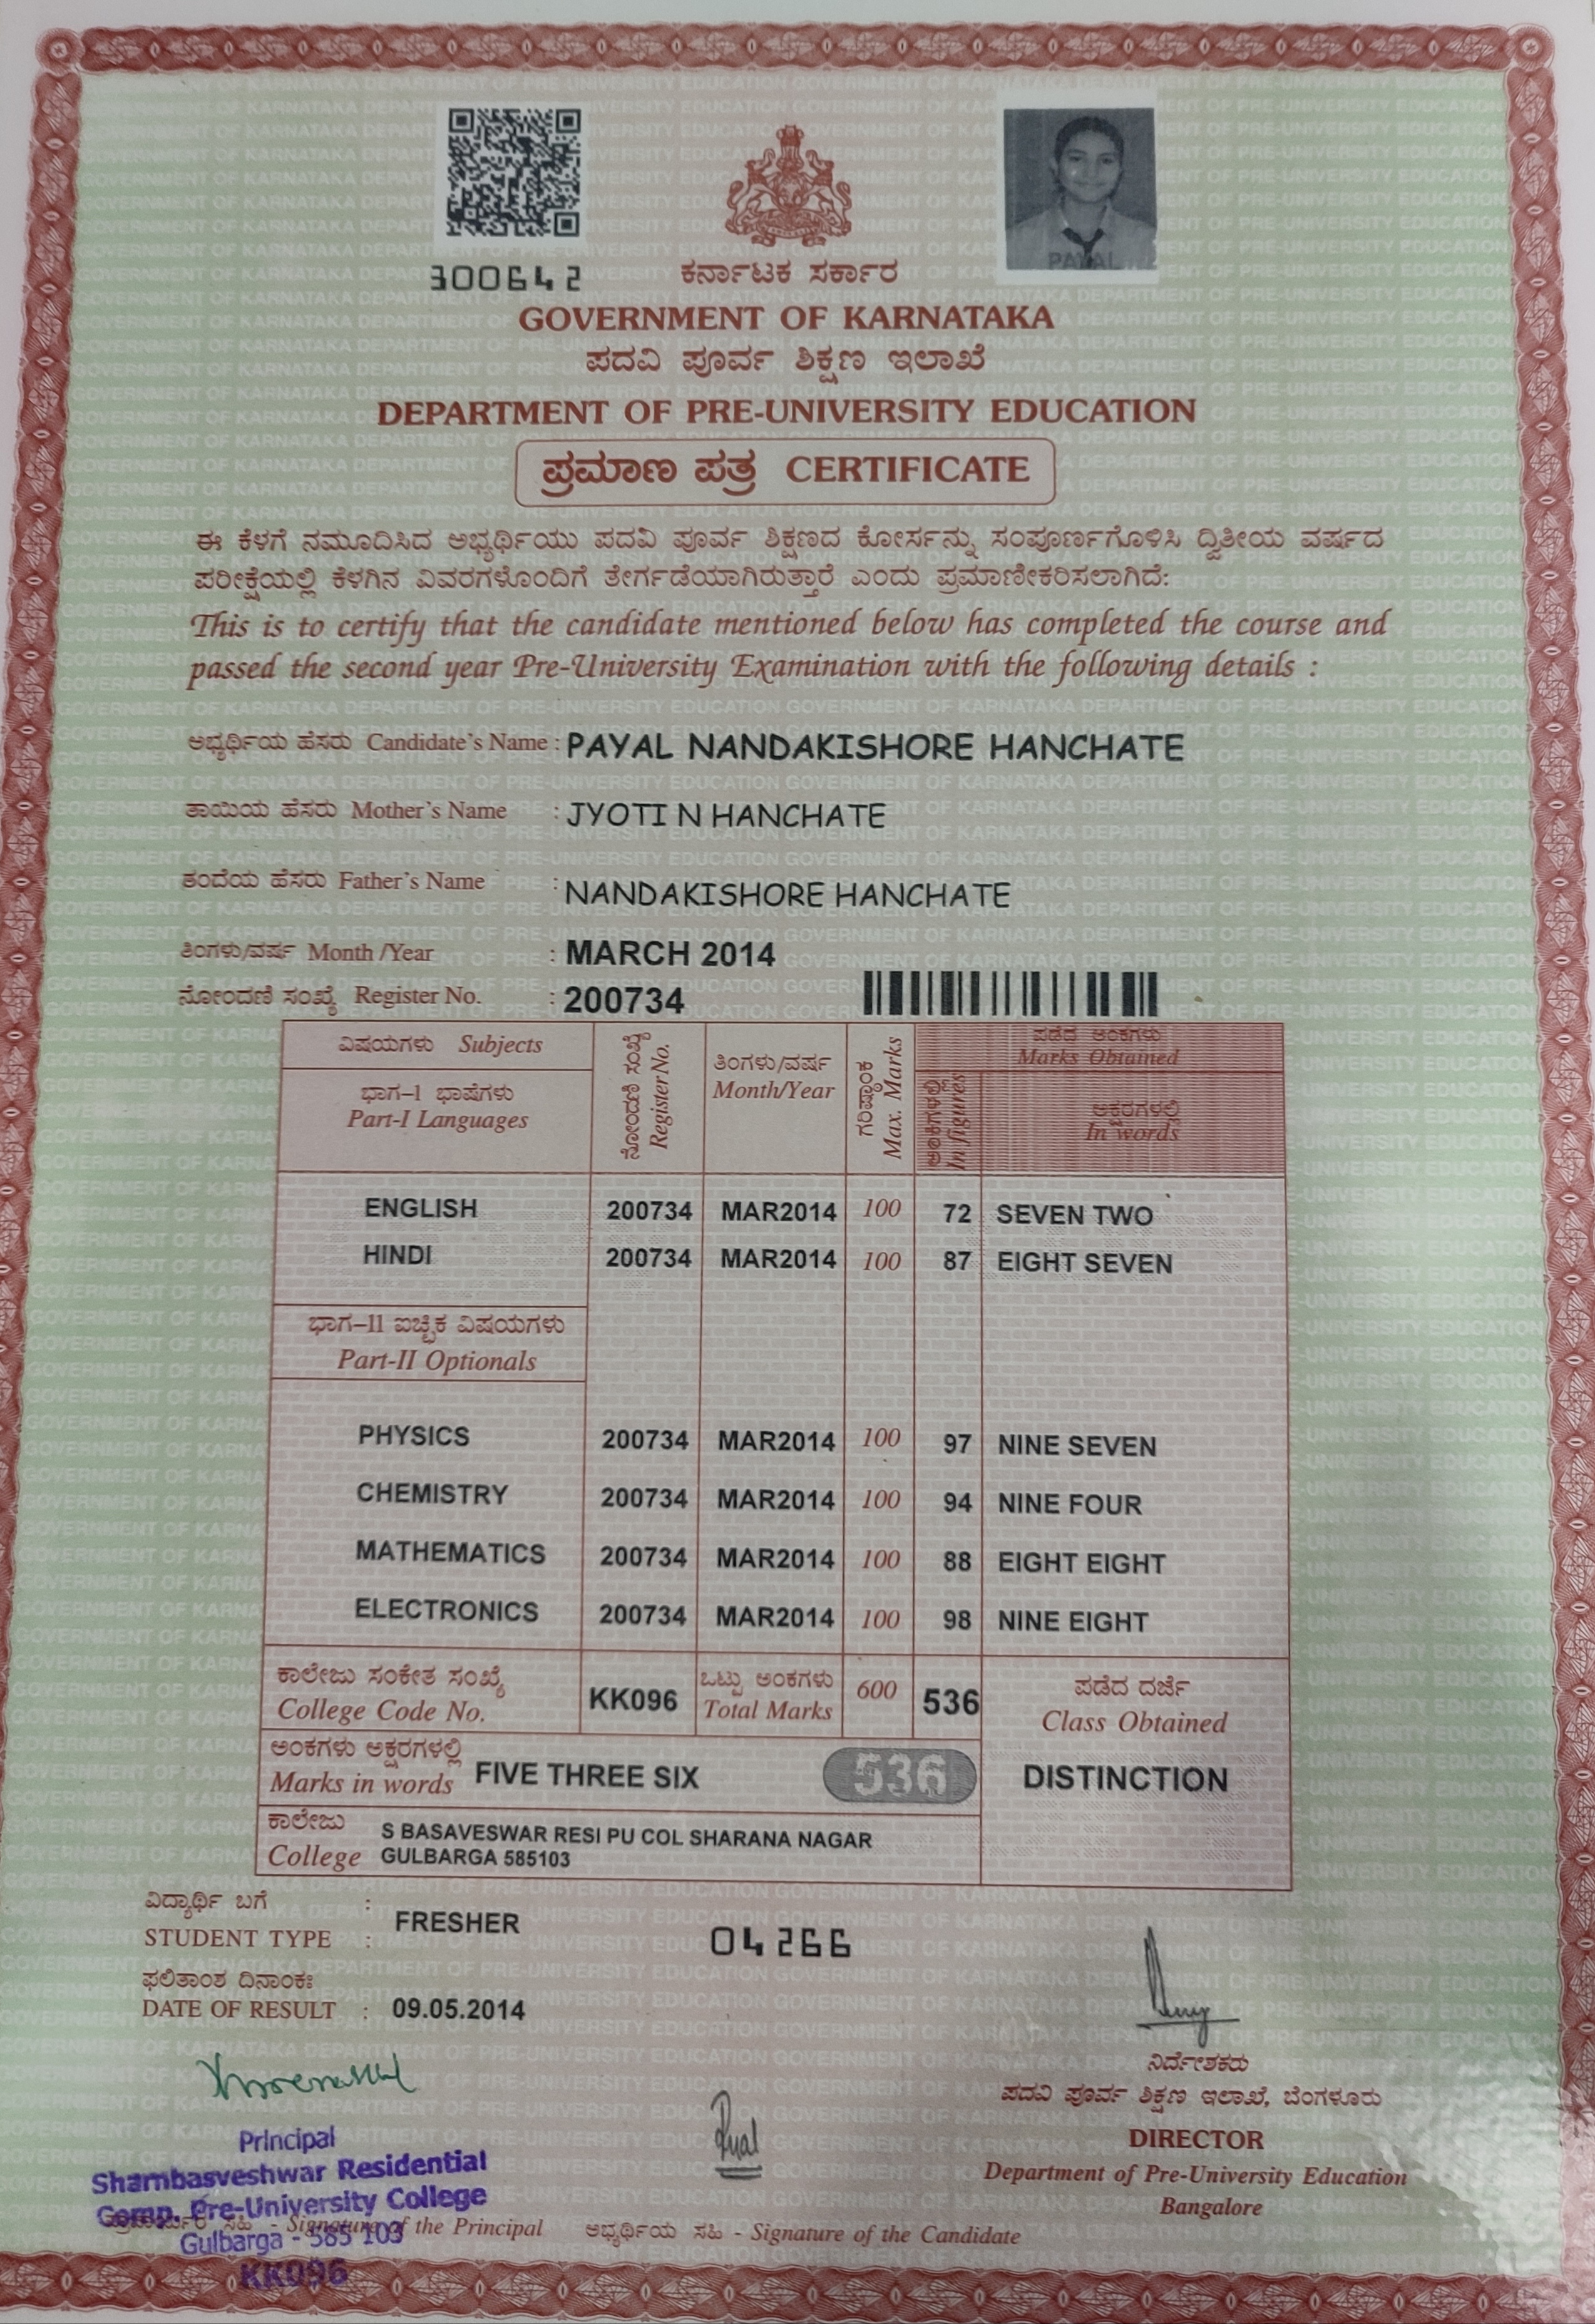 300642
PAYAL
ಕರ್ನಾಟಕ ಸರ್ಕಾರ
GOVERNMENT OF KARNATAKA
ಪದವಿ ಪೂರ್ವ ಶಿಕ್ಷಣ ಇಲಾಖೆ
DEPARTMENT OF PRE-UNIVERSITY EDUCATION
ಪ್ರಮಾಣ ಪತ್ರ CERTIFICATE
ಈ ಕೆಳಗೆ ನಮೂದಿಸಿದ ಅಭ್ಯರ್ಥಿಯು ಪದವಿ ಪೂರ್ವ ಶಿಕ್ಷಣದ ಕೋರ್ಸನ್ನು ಸಂಪೂರ್ಣಗೊಳಿಸಿ ದ್ವಿತೀಯ ವರ್ಷದ
ಪರೀಕ್ಷೆಯಲ್ಲಿ ಕೆಳಗಿನ ವಿವರಗಳೊಂದಿಗೆ ತೇರ್ಗಡೆಯಾಗಿರುತ್ತಾರೆ ಎಂದು ಪ್ರಮಾಣೀಕರಿಸಲಾಗಿದೆ:
This is to certify that the candidate mentioned below has completed the course and
passed the second year Pre-University Examination with the following details :
ಅಭ್ಯರ್ಥಿಯ ಹೆಸರು Candidate's Name : PAYAL NANDAKISHORE HANCHATE
ತಾಯಿಯ ಹೆಸರು Mother's Name : JYOTI N HANCHATE
ತಂದೆಯ ಹೆಸರು Father's Name : NANDAKISHORE HANCHATE
ತಿಂಗಳು/ವರ್ಷ Month /Year : MARCH 2014
ನೋಂದಣಿ ಸಂಖ್ಯೆ Register No. : 200734
ವಿಷಯಗಳು Subjects
ಭಾಗ-I ಭಾಷೆಗಳು
Part-I Languages
ನೋಂದಣಿ ಸಂಖ್ಯೆ
Register No.
ತಿಂಗಳು/ವರ್ಷ
Month/Year
ಗರಿಷ್ಠಾಂಕ
Max. Marks
ಪಡೆದ ಅಂಕಗಳು
Marks Obtained
ಅಂಕಿಗಳಲ್ಲಿ
In figures
ಅಕ್ಷರಗಳಲ್ಲಿ
In words
ENGLISH 200734 MAR2014 100 72 SEVEN TWO
HINDI 200734 MAR2014 100 87 EIGHT SEVEN
ಭಾಗ-II ಐಚ್ಛಿಕ ವಿಷಯಗಳು
Part-II Optionals
PHYSICS 200734 MAR2014 100 97 NINE SEVEN
CHEMISTRY 200734 MAR2014 100 94 NINE FOUR
MATHEMATICS 200734 MAR2014 100 88 EIGHT EIGHT
ELECTRONICS 200734 MAR2014 100 98 NINE EIGHT
ಕಾಲೇಜು ಸಂಕೇತ ಸಂಖ್ಯೆ
College Code No.
KK096
ಒಟ್ಟು ಅಂಕಗಳು
Total Marks
600 536
ಪಡೆದ ದರ್ಜೆ
Class Obtained
ಅಂಕಗಳು ಅಕ್ಷರಗಳಲ್ಲಿ
Marks in words FIVE THREE SIX 536
DISTINCTION
ಕಾಲೇಜು
College
S BASAVESWAR RESI PU COL SHARANA NAGAR
GULBARGA 585103
ವಿದ್ಯಾರ್ಥಿ ಬಗೆ :
STUDENT TYPE : FRESHER
04266
ಫಲಿತಾಂಶ ದಿನಾಂಕಃ
DATE OF RESULT : 09.05.2014
ನಿರ್ದೇಶಕರು
ಪದವಿ ಪೂರ್ವ ಶಿಕ್ಷಣ ಇಲಾಖೆ, ಬೆಂಗಳೂರು
DIRECTOR
Department of Pre-University Education
Bangalore
Principal
Shambasveshwar Residential
Comp. Pre-University College
Gulbarga - 585 103
KK096
ಸಹಿ - Signature of the Principal
ಅಭ್ಯರ್ಥಿಯ ಸಹಿ - Signature of the Candidate